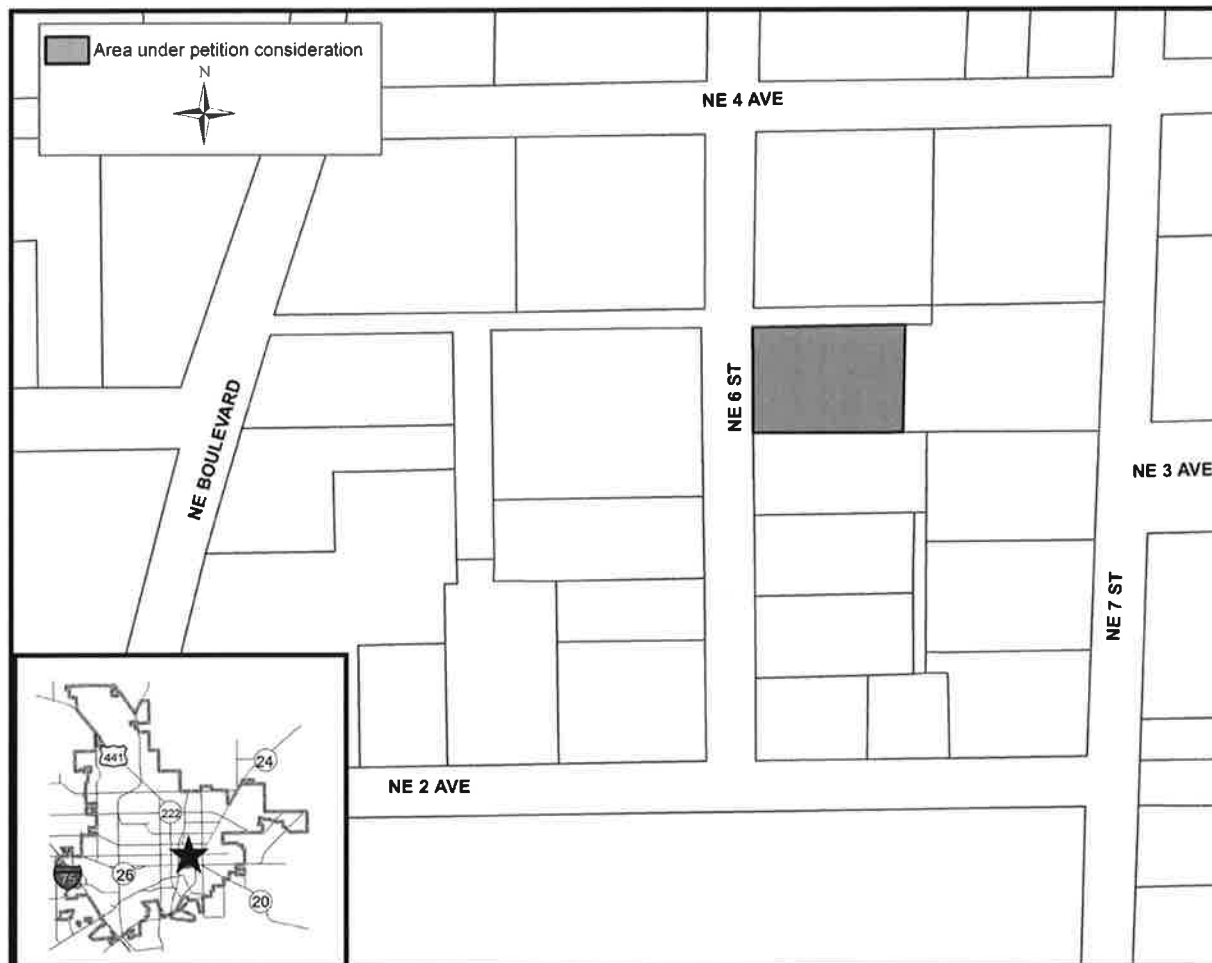 Area under petition consideration
N
NE 4 AVE
NE BOULEVARD
NE 6 ST
NE 3 AVE
NE 7 ST
NE 2 AVE
441
24
222
26
75
20